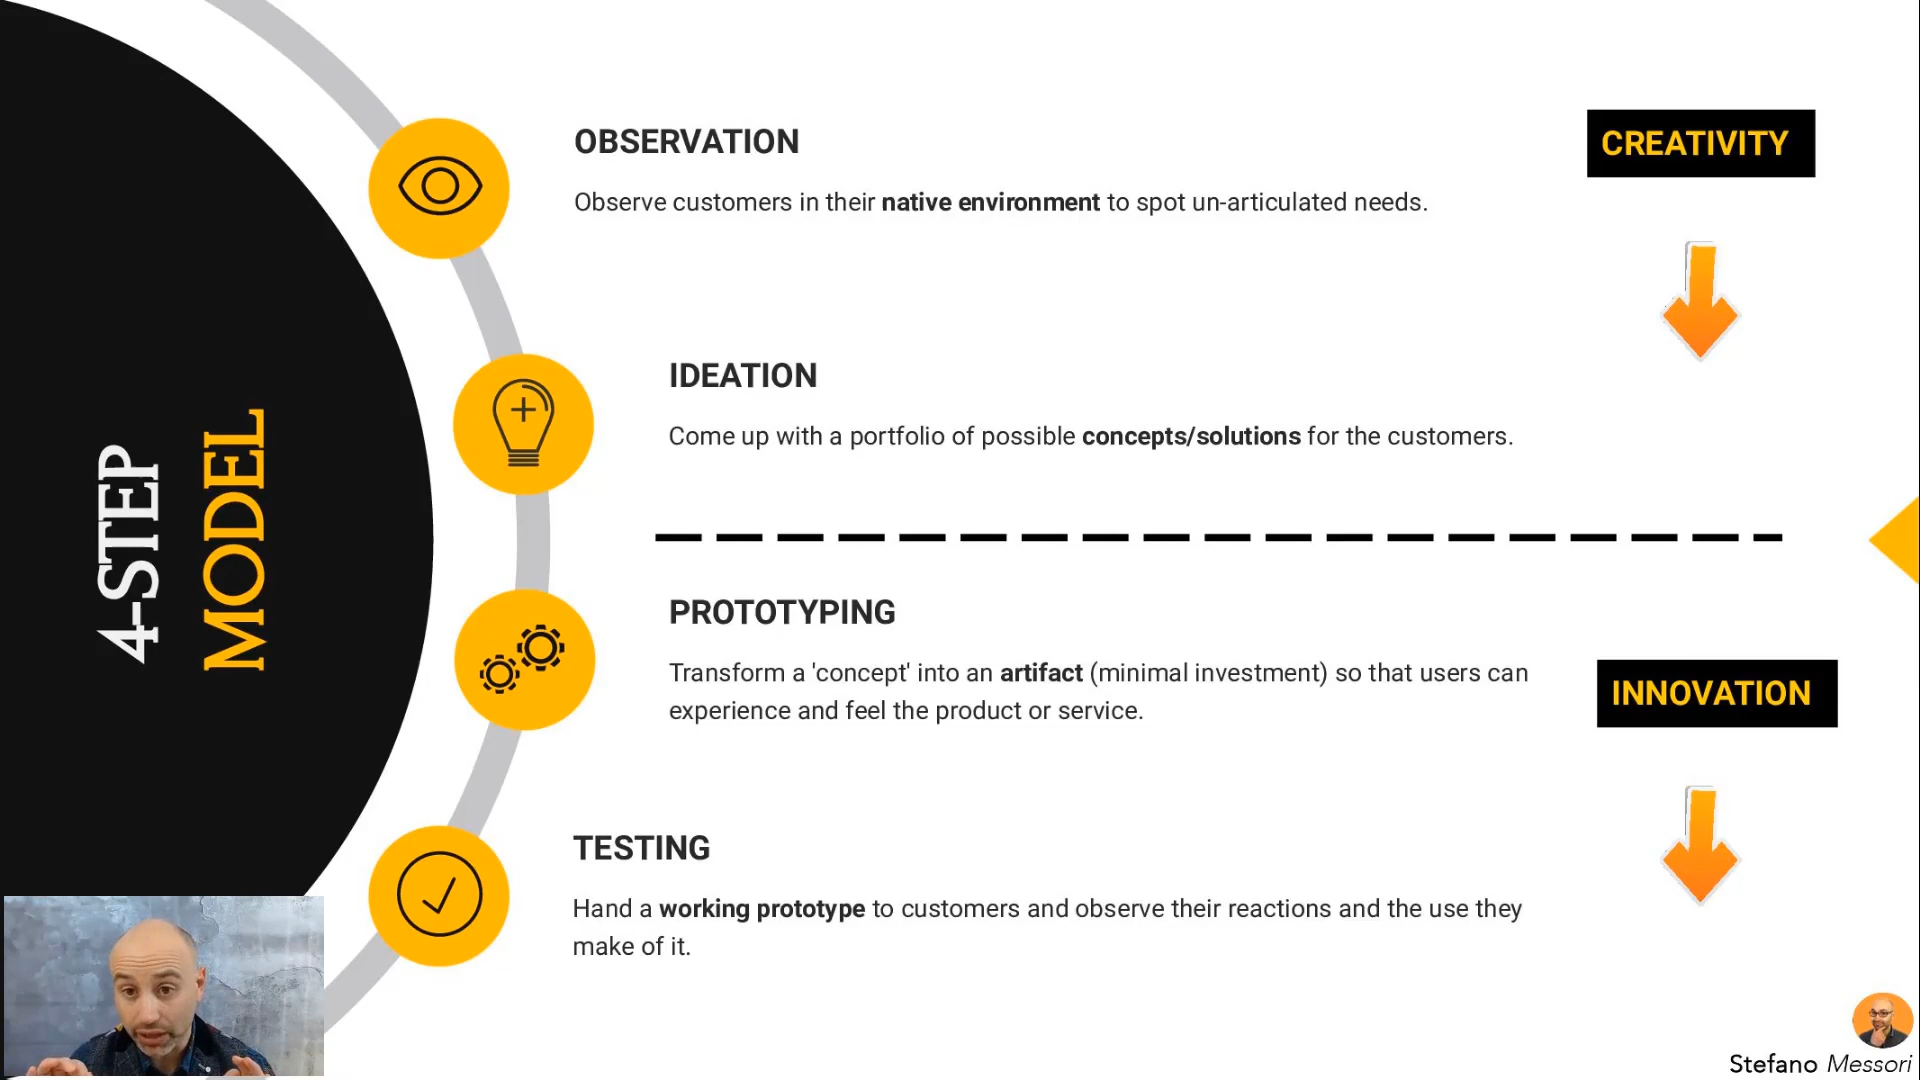 4-STEP
MODEL
OBSERVATION
Observe customers in their native environment to spot un-articulated needs.
CREATIVITY
IDEATION
Come up with a portfolio of possible concepts/solutions for the customers.
PROTOTYPING
Transform a 'concept' into an artifact (minimal investment) so that users can
experience and feel the product or service.
INNOVATION
TESTING
Hand a working prototype to customers and observe their reactions and the use they
make of it.
Stefano Messori